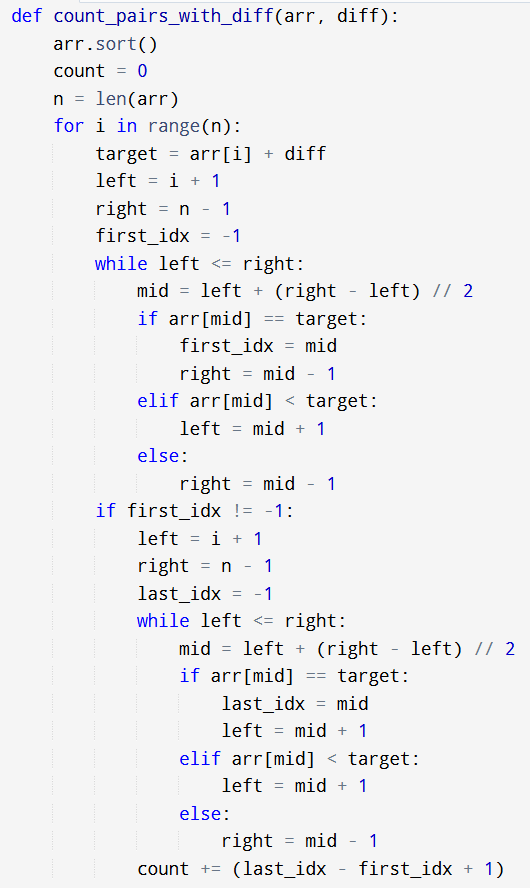 def count_pairs_with_diff(arr, diff):
    arr.sort()
    count = 0
    n = len(arr)
    for i in range(n):
        target = arr[i] + diff
        left = i + 1
        right = n - 1
        first_idx = -1
        while left <= right:
            mid = left + (right - left) // 2
            if arr[mid] == target:
                first_idx = mid
                right = mid - 1
            elif arr[mid] < target:
                left = mid + 1
            else:
                right = mid - 1
        if first_idx != -1:
            left = i + 1
            right = n - 1
            last_idx = -1
            while left <= right:
                mid = left + (right - left) // 2
                if arr[mid] == target:
                    last_idx = mid
                    left = mid + 1
                elif arr[mid] < target:
                    left = mid + 1
                else:
                    right = mid - 1
            count += (last_idx - first_idx + 1)